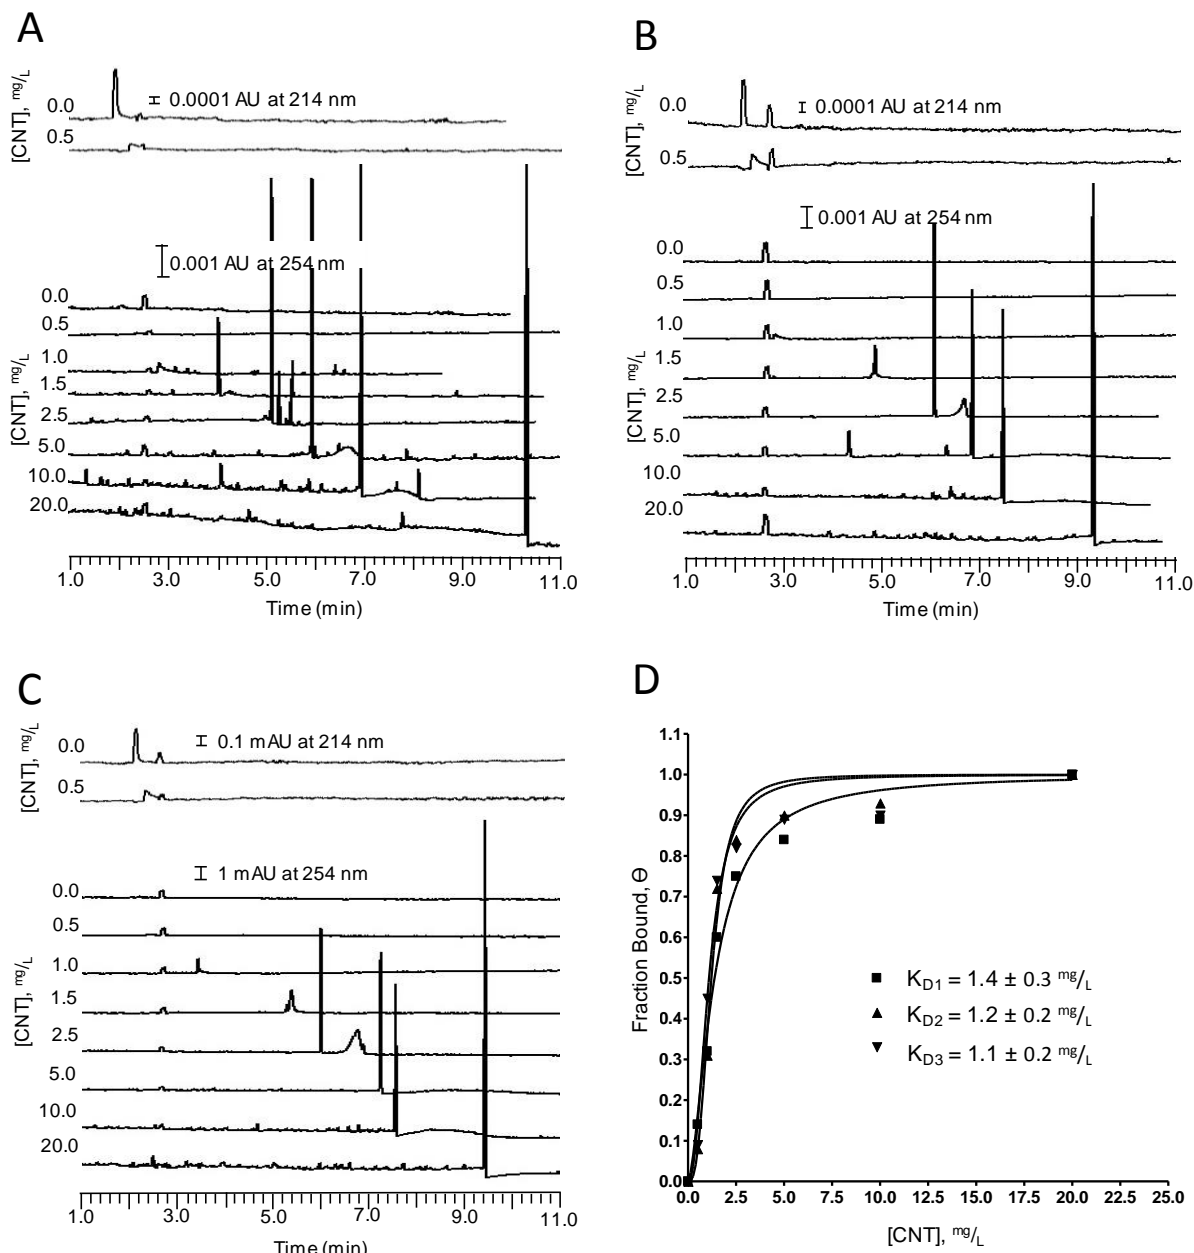 A
[CNT], mg/L
0.0
0.0001 AU at 214 nm
0.5
0.001 AU at 254 nm
[CNT], mg/L
0.0
0.5
1.0
1.5
2.5
5.0
10.0
20.0
1.0 3.0 5.0 7.0 9.0 11.0
Time (min)
B
[CNT], mg/L
0.0
0.0001 AU at 214 nm
0.5
0.001 AU at 254 nm
[CNT], mg/L
0.0
0.5
1.0
1.5
2.5
5.0
10.0
20.0
1.0 3.0 5.0 7.0 9.0 11.0
Time (min)
C
[CNT], mg/L
0.0
0.1 mAU at 214 nm
0.5
1 mAU at 254 nm
[CNT], mg/L
0.0
0.5
1.0
1.5
2.5
5.0
10.0
20.0
1.0 3.0 5.0 7.0 9.0 11.0
Time (min)
D
Fraction Bound, Θ
1.1
1.0
0.9
0.8
0.7
0.6
0.5
0.4
0.3
0.2
0.1
0.0
KD1 = 1.4 ± 0.3 mg/L
KD2 = 1.2 ± 0.2 mg/L
KD3 = 1.1 ± 0.2 mg/L
0.0 2.5 5.0 7.5 10.0 12.5 15.0 17.5 20.0 22.5 25.0
[CNT], mg/L